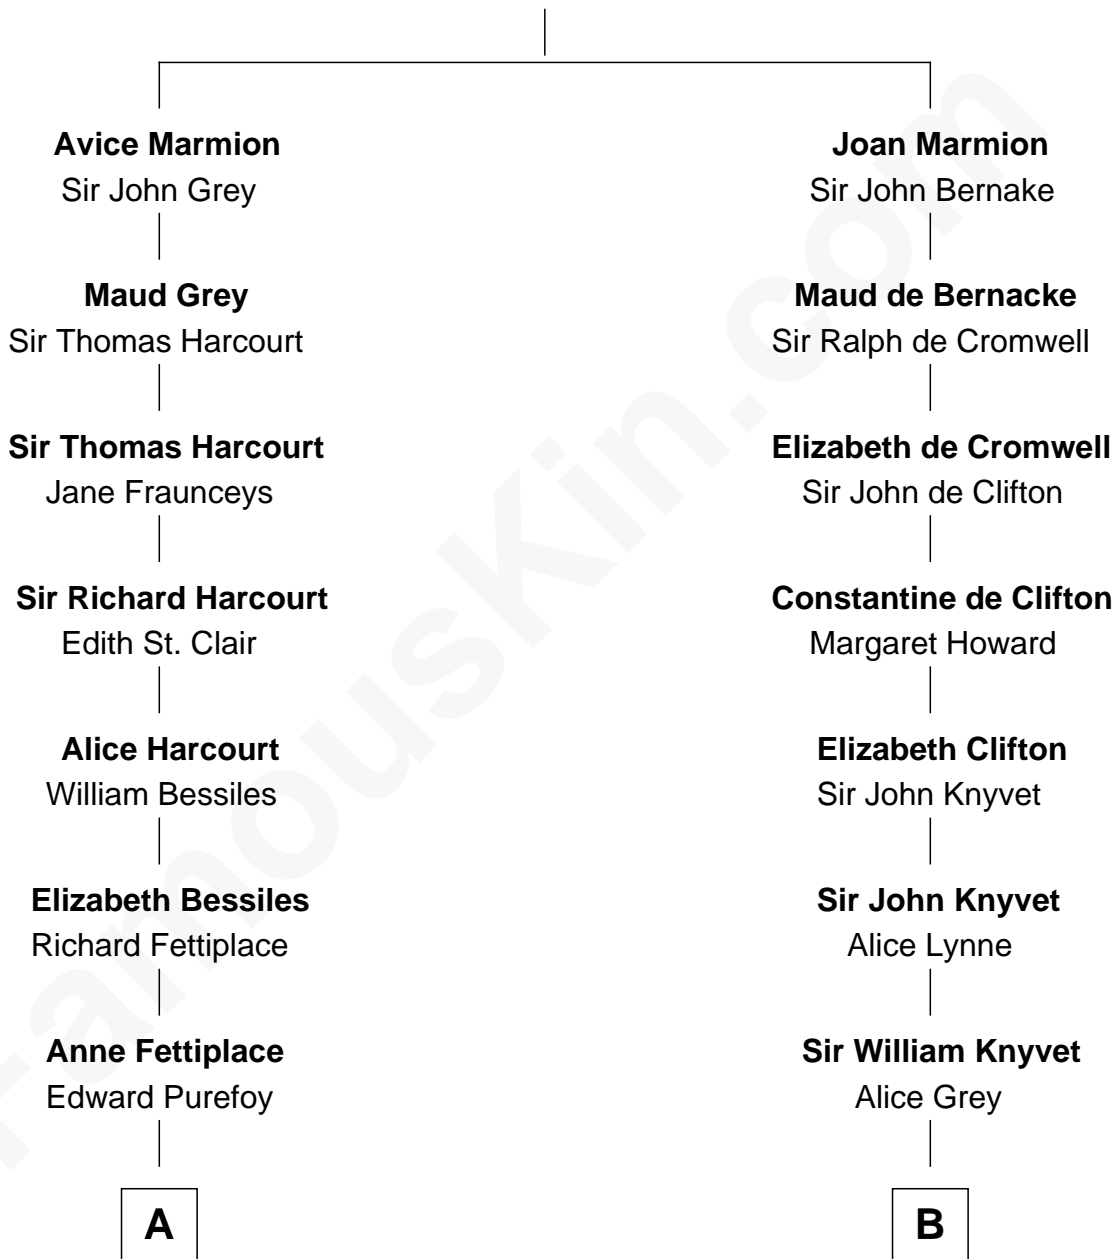 Avice Marmion
Sir John Grey
Maud Grey
Sir Thomas Harcourt
Sir Thomas Harcourt
Jane Fraunceys
Sir Richard Harcourt
Edith St. Clair
Alice Harcourt
William Bessiles
Elizabeth Bessiles
Richard Fettiplace
Anne Fettiplace
Edward Purefoy
A
Joan Marmion
Sir John Bernake
Maud de Bernacke
Sir Ralph de Cromwell
Elizabeth de Cromwell
Sir John de Clifton
Constantine de Clifton
Margaret Howard
Elizabeth Clifton
Sir John Knyvet
Sir John Knyvet
Alice Lynne
Sir William Knyvet
Alice Grey
B
FamousKin.com